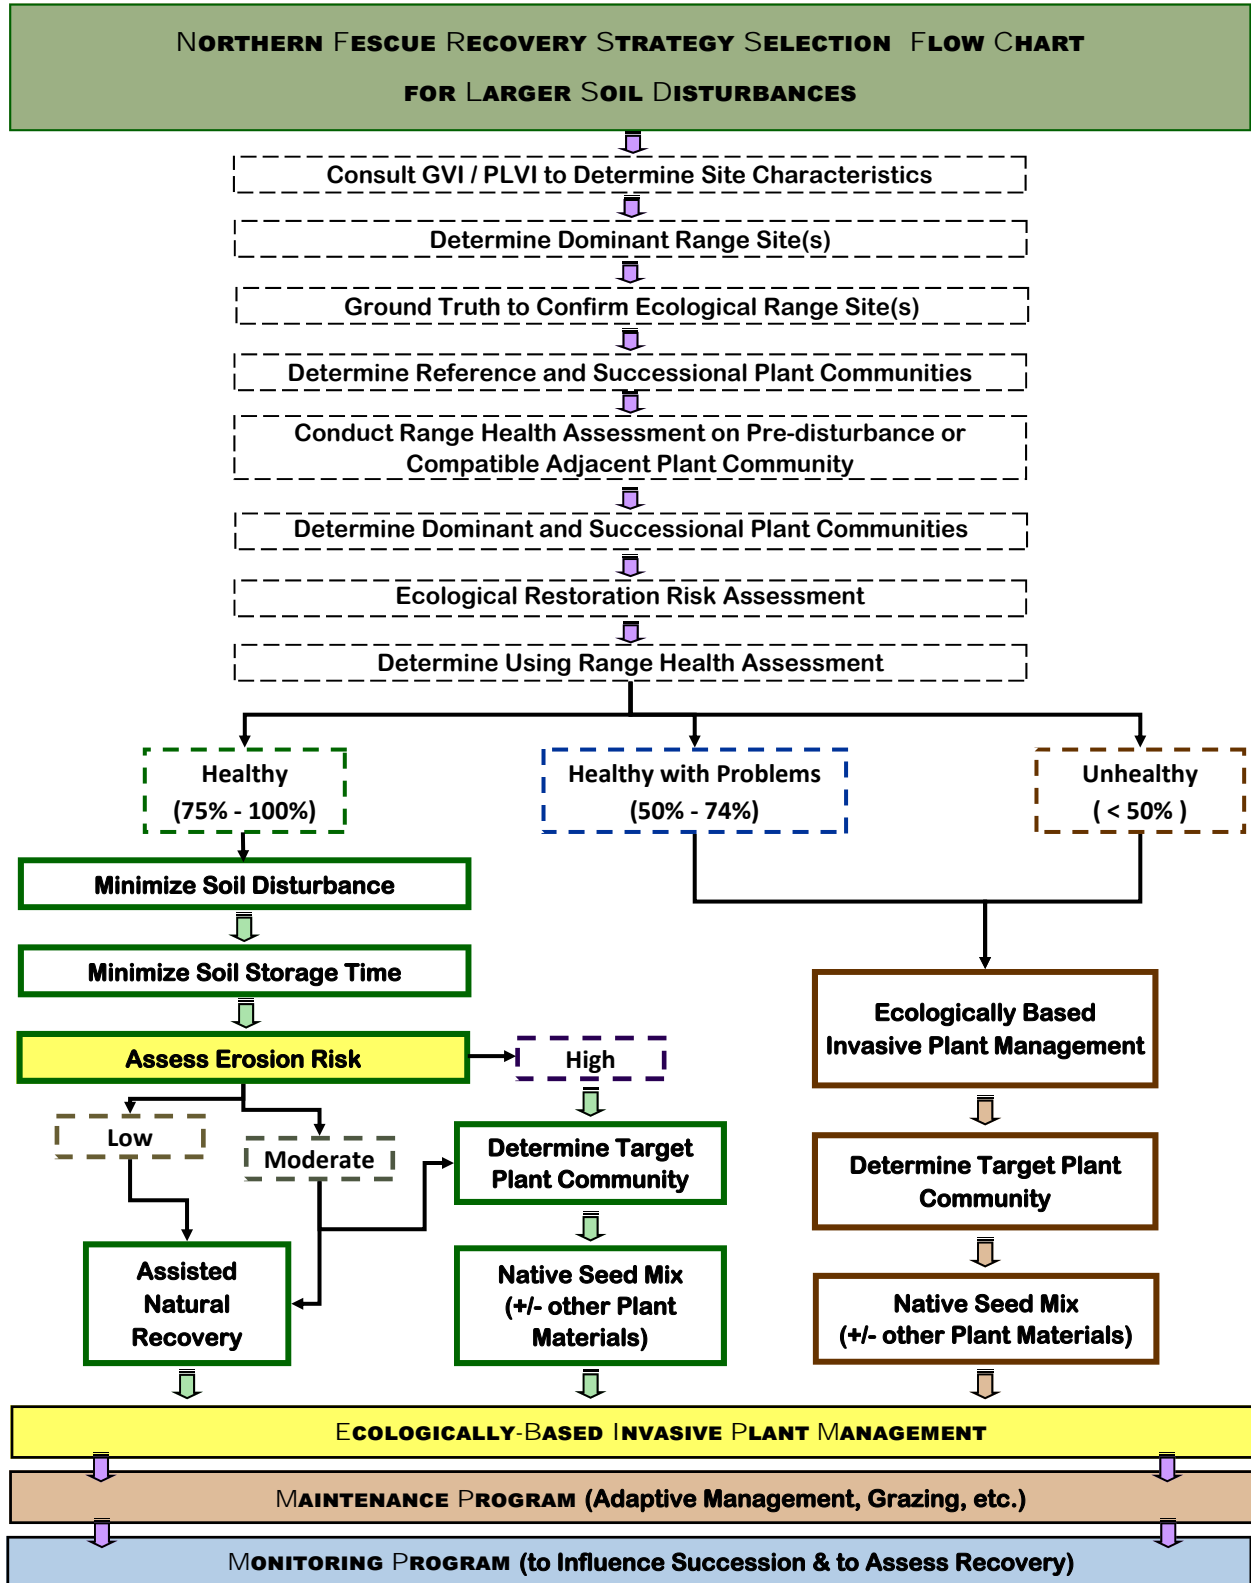 NORTHERN FESCUE RECOVERY STRATEGY SELECTION FLOW CHART
FOR LARGER SOIL DISTURBANCES
Consult GVI / PLVI to Determine Site Characteristics
Determine Dominant Range Site(s)
Ground Truth to Confirm Ecological Range Site(s)
Determine Reference and Successional Plant Communities
Conduct Range Health Assessment on Pre-disturbance or
Compatible Adjacent Plant Community
Determine Dominant and Successional Plant Communities
Ecological Restoration Risk Assessment
Determine Using Range Health Assessment
Healthy
(75% - 100%)
Healthy with Problems
(50% - 74%)
Unhealthy
( < 50% )
Minimize Soil Disturbance
Minimize Soil Storage Time
Assess Erosion Risk
High
Low
Moderate
Determine Target
Plant Community
Assisted
Natural
Recovery
Native Seed Mix
(+/- other Plant
Materials)
Ecologically Based
Invasive Plant Management
Determine Target Plant
Community
Native Seed Mix
(+/- other Plant Materials)
ECOLOGICALLY-BASED INVASIVE PLANT MANAGEMENT
MAINTENANCE PROGRAM (Adaptive Management, Grazing, etc.)
MONITORING PROGRAM (to Influence Succession & to Assess Recovery)